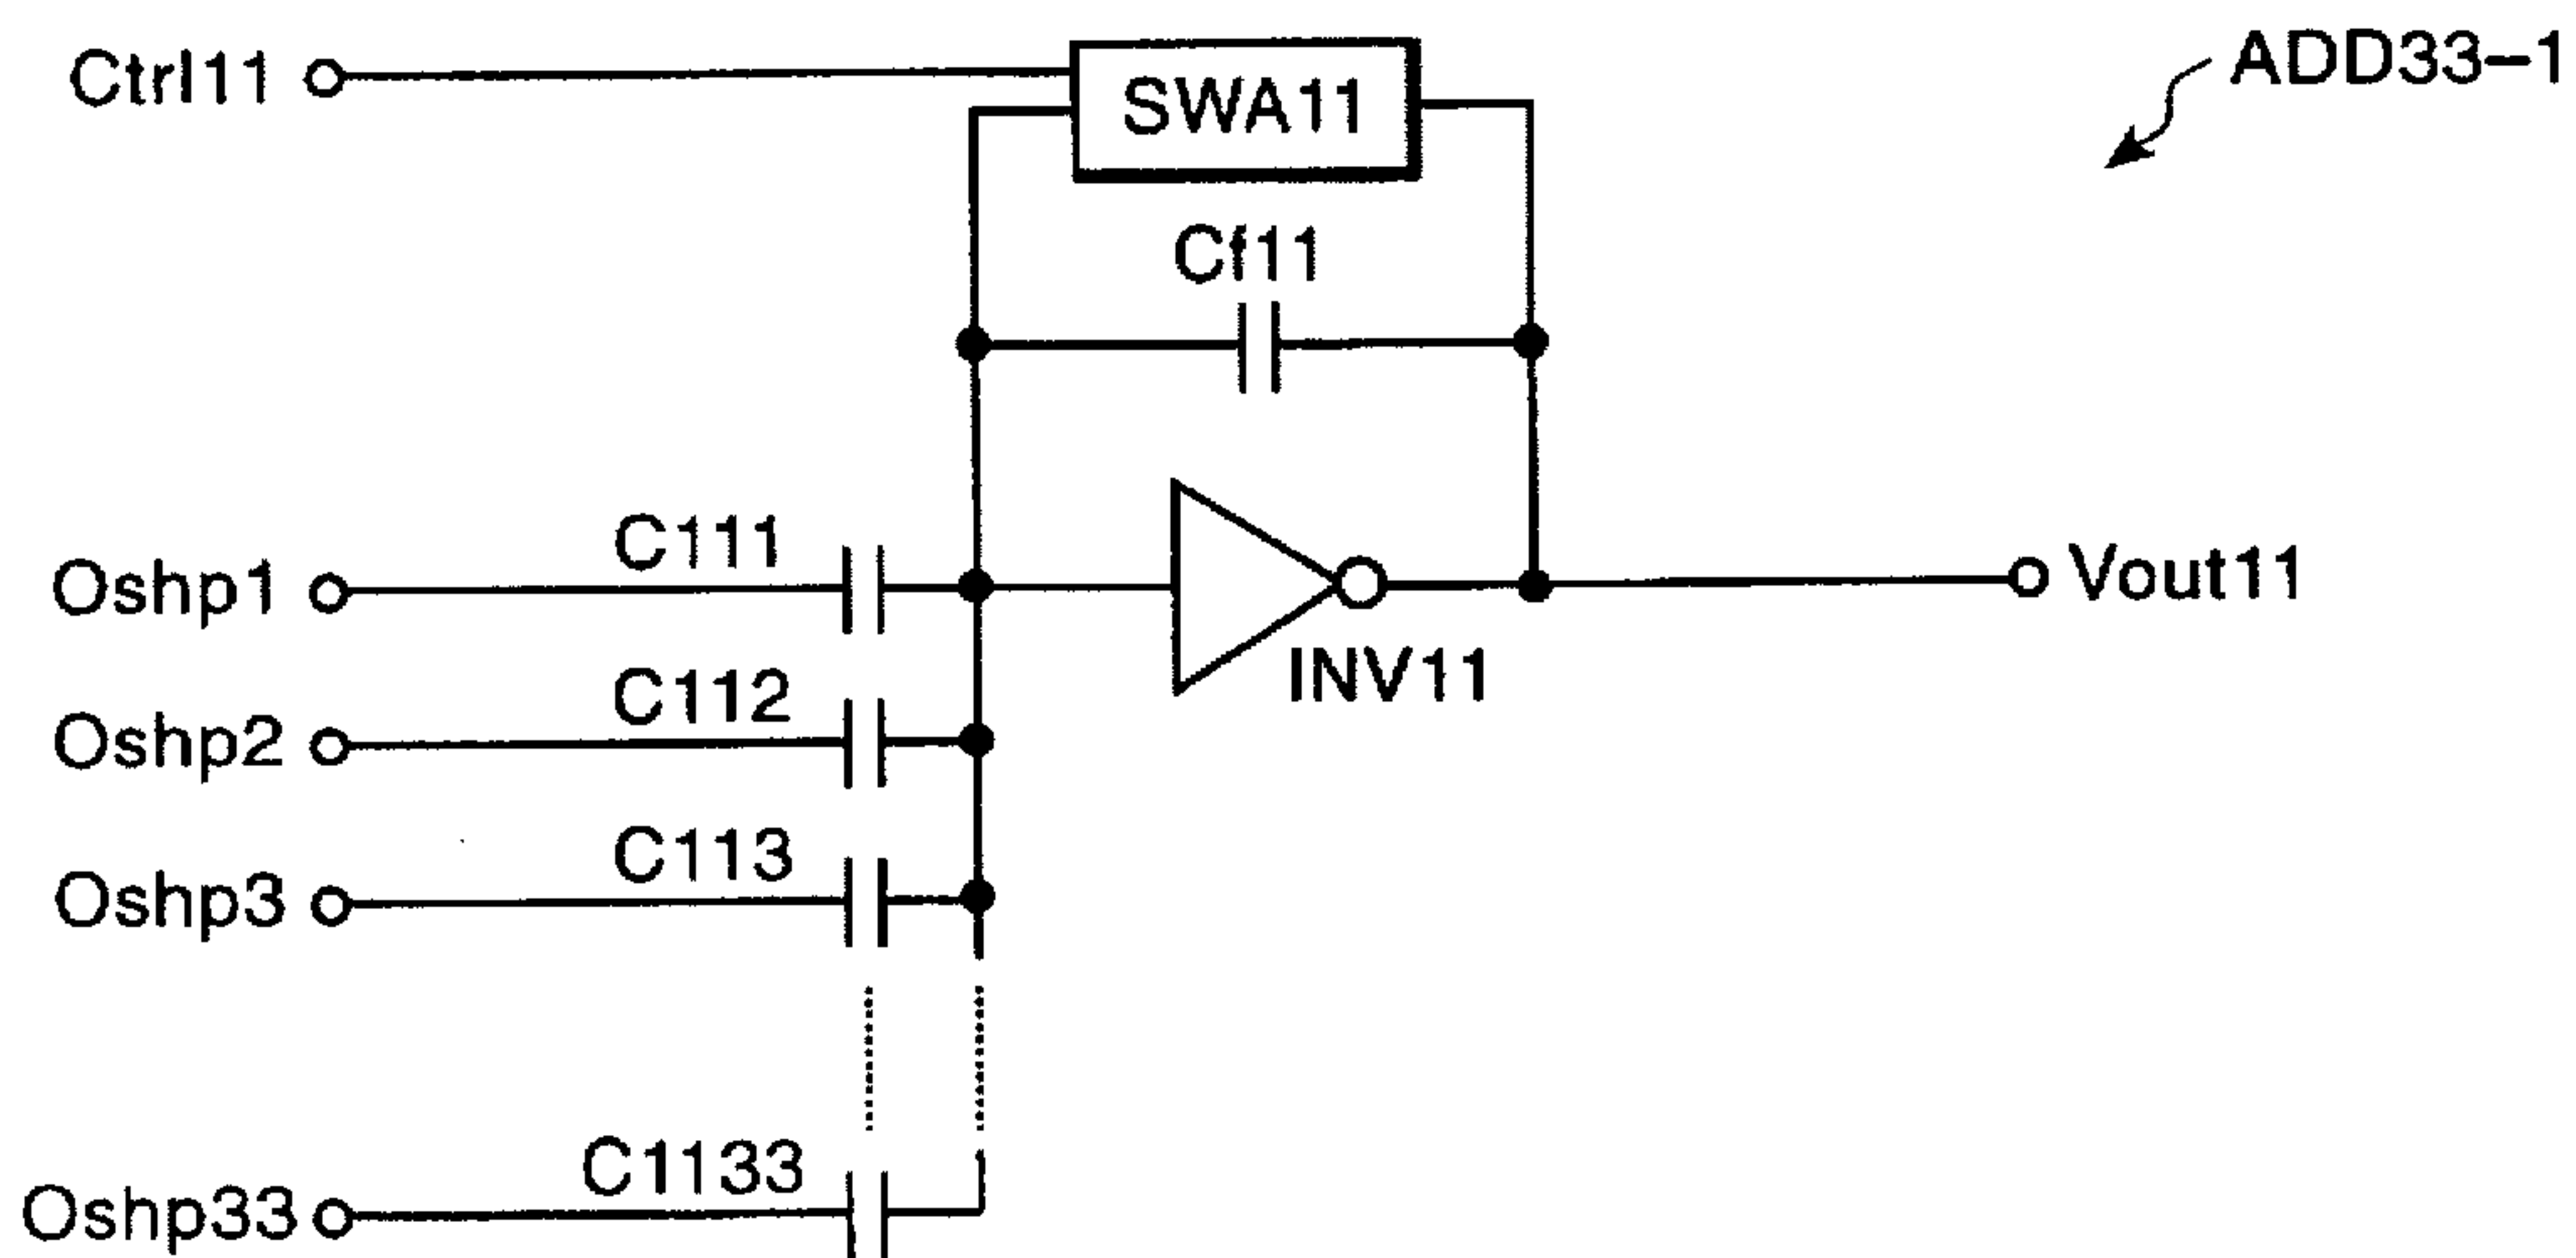 Ctrl11
SWA11
ADD33-1
Cf11
C111
Oshp1
Vout11
INV11
C112
Oshp2
C113
Oshp3
C1133
Oshp33